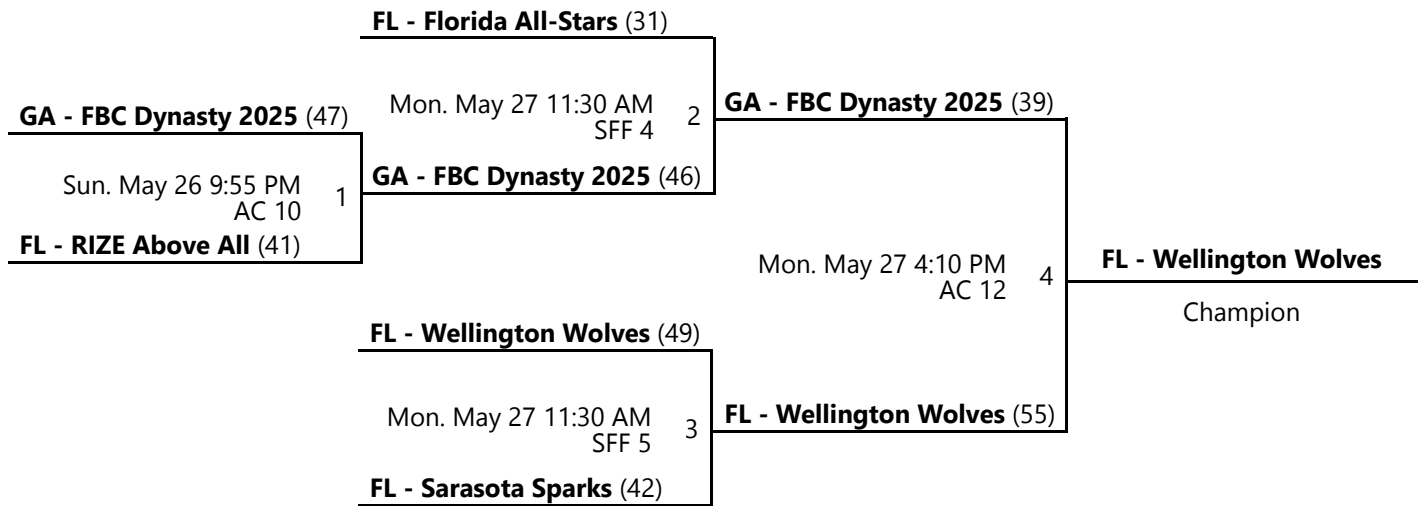 FL - Florida All-Stars (31)
GA - FBC Dynasty 2025 (47)
Mon. May 27 11:30 AM
SFF 4
2
GA - FBC Dynasty 2025 (39)
Sun. May 26 9:55 PM
AC 10
1
GA - FBC Dynasty 2025 (46)
FL - RIZE Above All (41)
Mon. May 27 4:10 PM
AC 12
4
FL - Wellington Wolves
Champion
FL - Wellington Wolves (49)
Mon. May 27 11:30 AM
SFF 5
3
FL - Wellington Wolves (55)
FL - Sarasota Sparks (42)